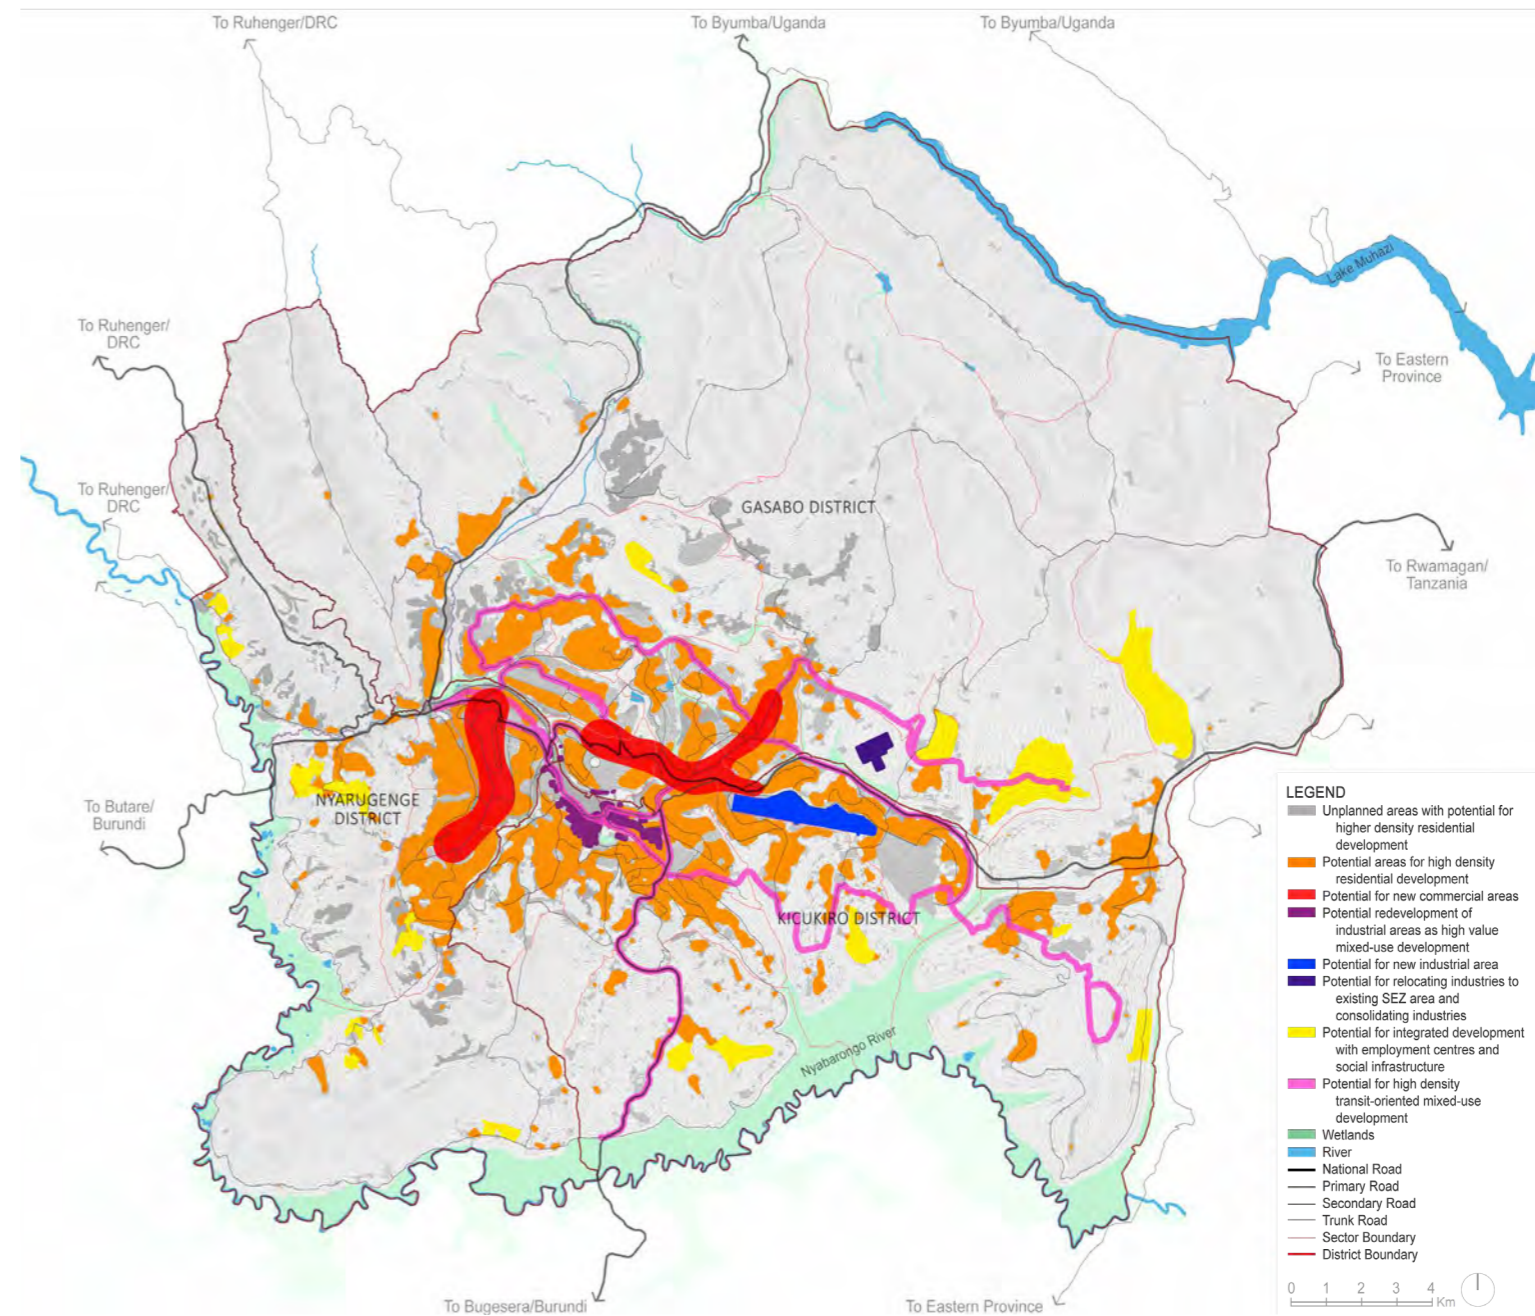 To Ruhenger/DRC
To Byumba/Uganda
To Byumba/Uganda
Lake Muhazi
To Ruhenger/
DRC
To Eastern
Province
To Ruhenger/
DRC
GASABO DISTRICT
To Rwamagan/
Tanzania
To Butare/
Burundi
NYARUGENGE
DISTRICT
KICUKIRO DISTRICT
Nyabarongo River
To Bugesera/Burundi
To Eastern Province
LEGEND
Unplanned areas with potential for
higher density residential
development
Potential areas for high density
residential development
Potential for new commercial areas
Potential redevelopment of
industrial areas as high value
mixed-use development
Potential for new industrial area
Potential for relocating industries to
existing SEZ area and
consolidating industries
Potential for integrated development
with employment centres and
social infrastructure
Potential for high density
transit-oriented mixed-use
development
Wetlands
River
National Road
Primary Road
Secondary Road
Trunk Road
Sector Boundary
District Boundary
0 1 2 3 4
Km